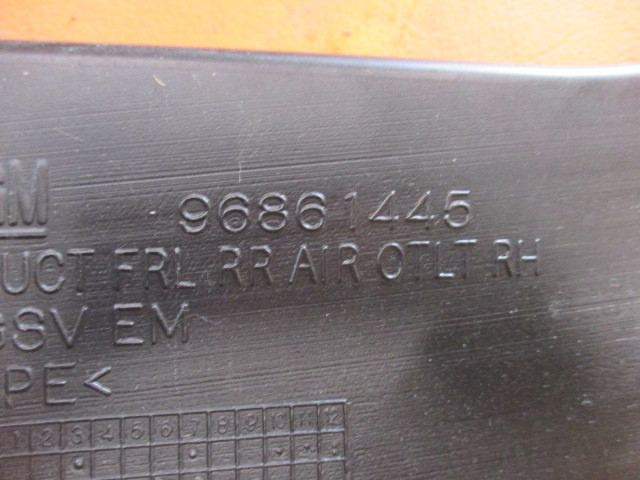 GM 96861445
DUCT FRL RR AIR OTLT RH
GSV EM
PE<
1 2 3 4 5 6 7 8 9 10 11 12